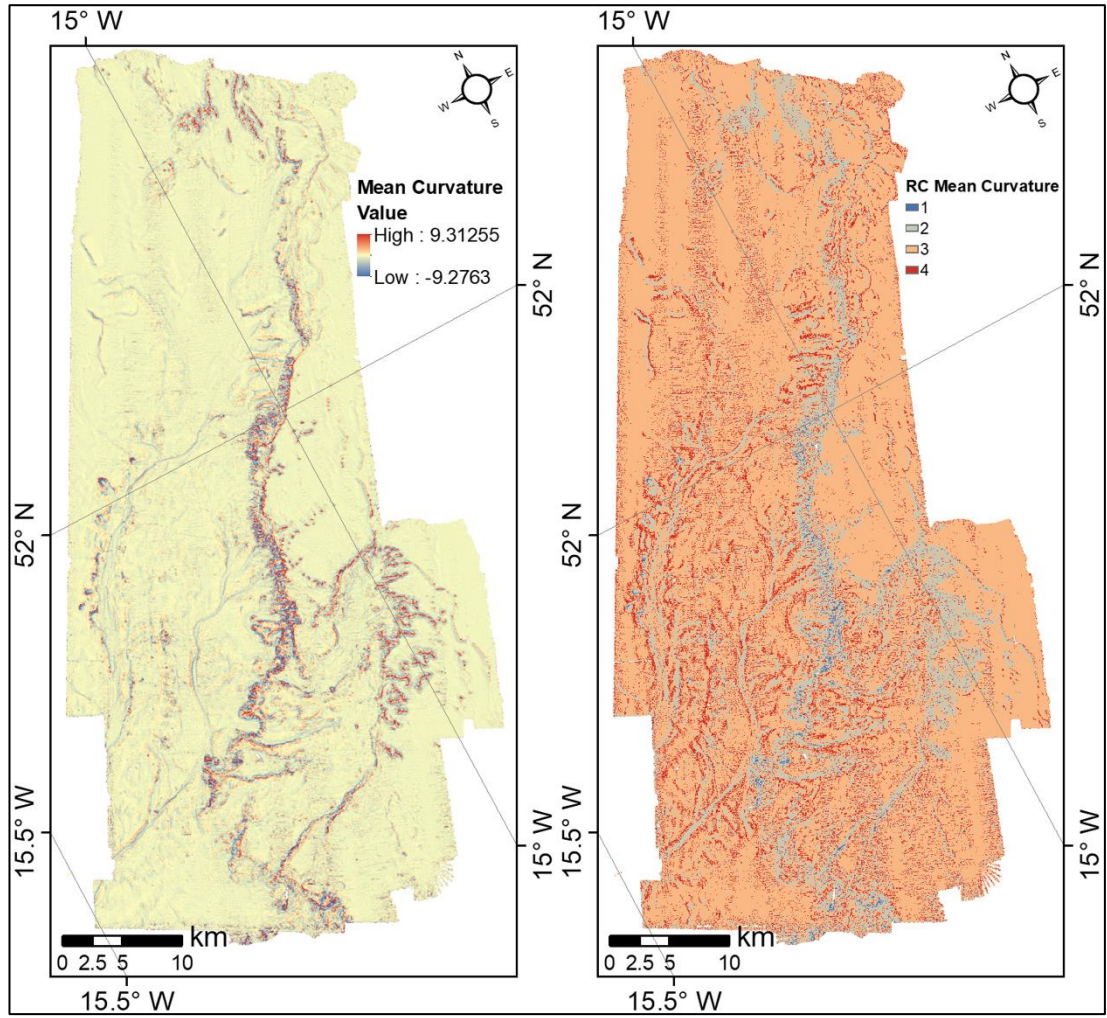 15° W
15° W
N
E
W
S
N
E
W
S
Mean Curvature
Value
High : 9.31255
Low : -9.2763
RC Mean Curvature
1
2
3
4
52° N
52° N
52° N
52° N
15.5° W
15° W
15.5° W
15° W
km
0 2.5 5 10
km
0 2.5 5 10
15.5° W
15.5° W